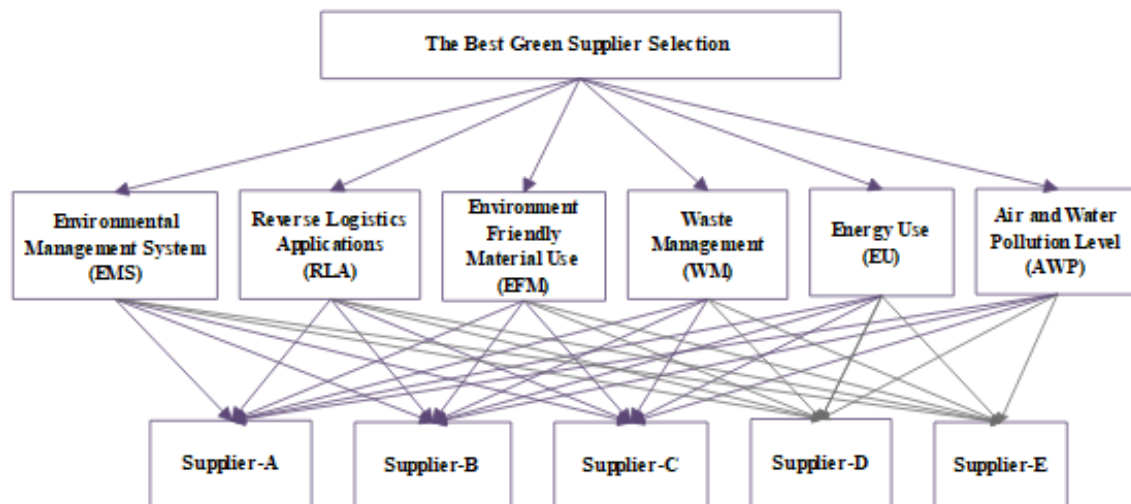 The Best Green Supplier Selection
Environmental
Management System
(EMS)
Reverse Logistics
Applications
(RLA)
Environment
Friendly
Material Use
(EFM)
Waste
Management
(WM)
Energy Use
(EU)
Air and Water
Pollution Level
(AWP)
Supplier-A
Supplier-B
Supplier-C
Supplier-D
Supplier-E